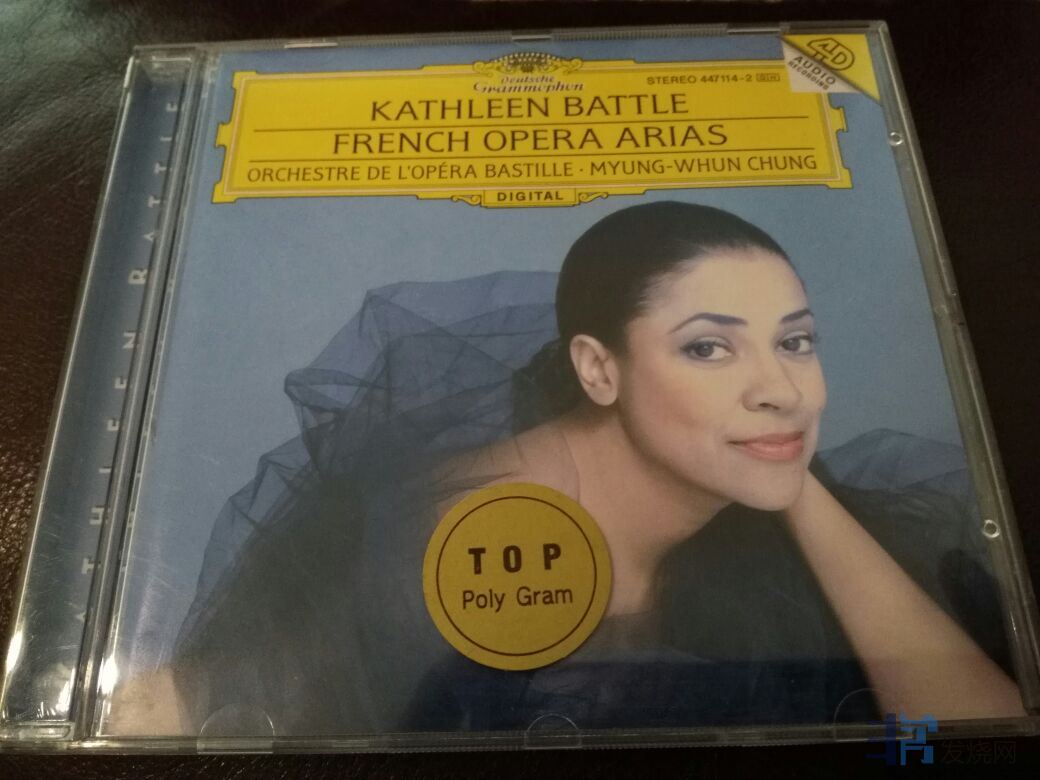 Deutsche
Grammophon
STEREO 447114-2 GH
4D
AUDIO
RECORDING
KATHLEEN BATTLE
FRENCH OPERA ARIAS
ORCHESTRE DE L'OPÉRA BASTILLE · MYUNG-WHUN CHUNG
DIGITAL
KATHLEEN BATTLE
TOP
Poly Gram
发烧网